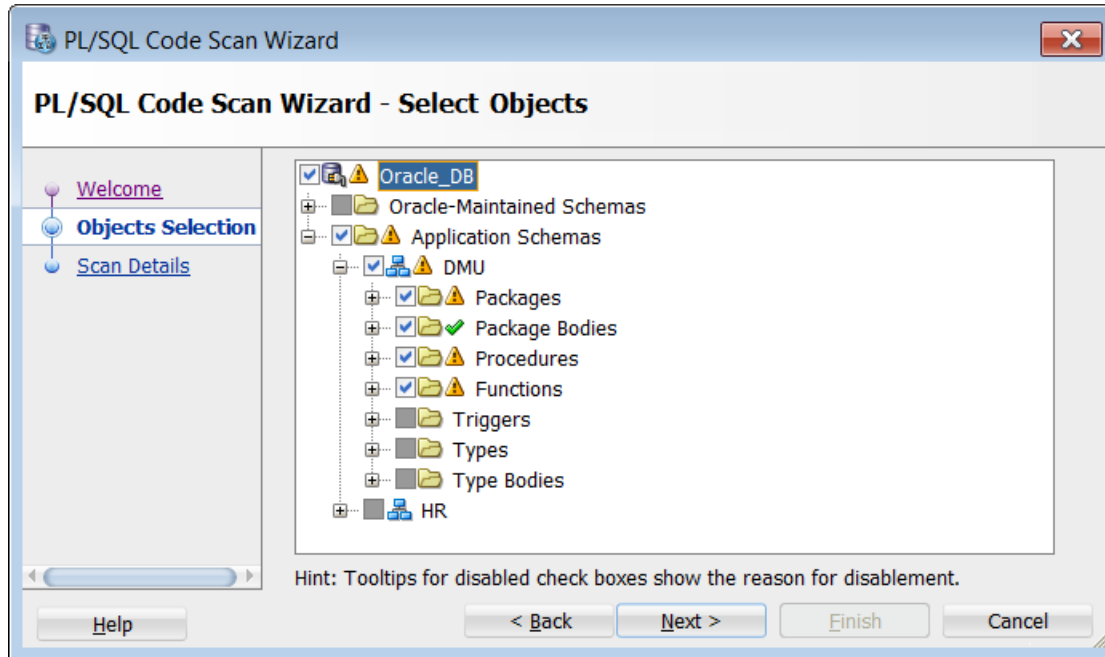 PL/SQL Code Scan Wizard
PL/SQL Code Scan Wizard - Select Objects
Welcome
Objects Selection
Scan Details
Oracle_DB
Oracle-Maintained Schemas
Application Schemas
DMU
Packages
Package Bodies
Procedures
Functions
Triggers
Types
Type Bodies
HR
Hint: Tooltips for disabled check boxes show the reason for disablement.
Help
< Back
Next >
Finish
Cancel